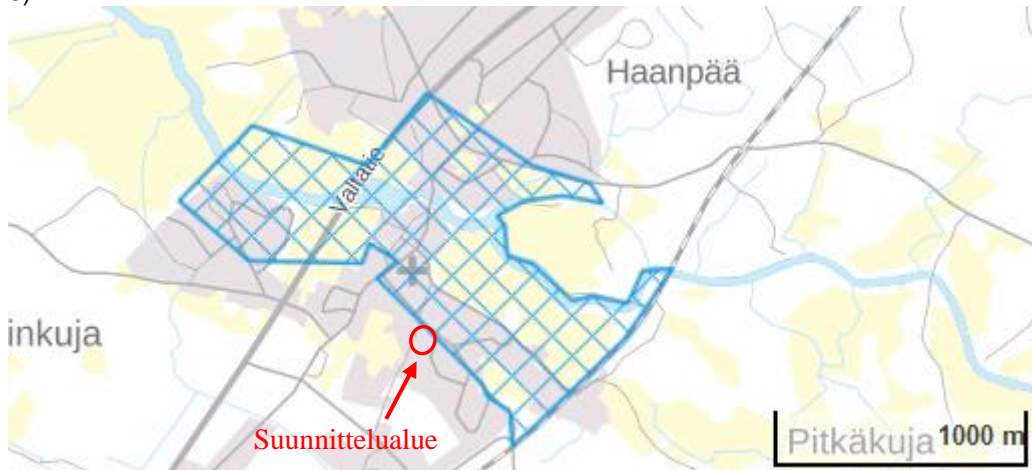 Haanpää
Valtatie
inkuja
Suunnittelualue
Pitkäkuja 1000 m